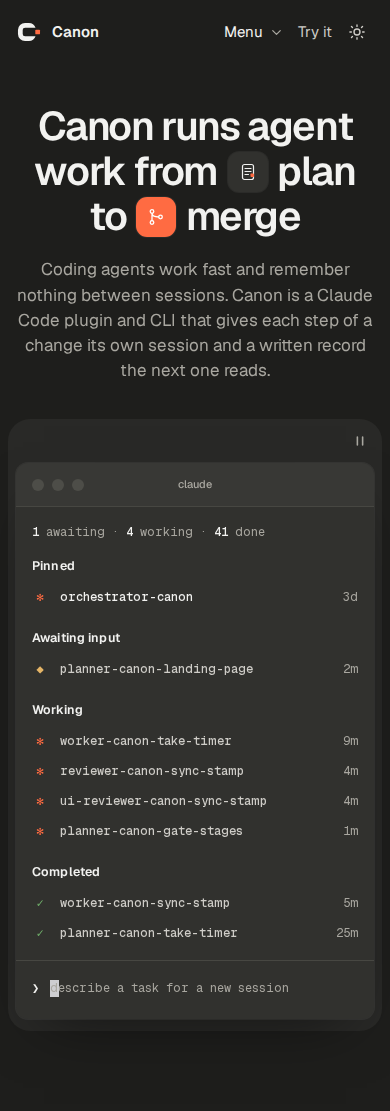 Canon
Menu
Try it
Canon runs agent
work from plan
to merge
Coding agents work fast and remember
nothing between sessions. Canon is a Claude
Code plugin and CLI that gives each step of a
change its own session and a written record
the next one reads.
claude
1 awaiting · 4 working · 41 done
Pinned
✻ orchestrator-canon 3d
Awaiting input
◆ planner-canon-landing-page 2m
Working
✻ worker-canon-take-timer 9m
✻ reviewer-canon-sync-stamp 4m
✻ ui-reviewer-canon-sync-stamp 4m
✻ planner-canon-gate-stages 1m
Completed
✓ worker-canon-sync-stamp 5m
✓ planner-canon-take-timer 25m
❯ describe a task for a new session